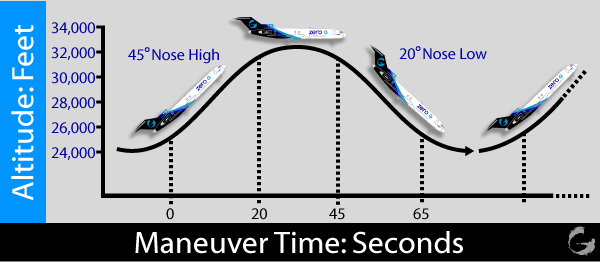 Altitude: Feet
34,000
32,000
30,000
28,000
26,000
24,000
45° Nose High
20° Nose Low
zero G
zero G
zero G
zero G
0
20
45
65
Maneuver Time: Seconds